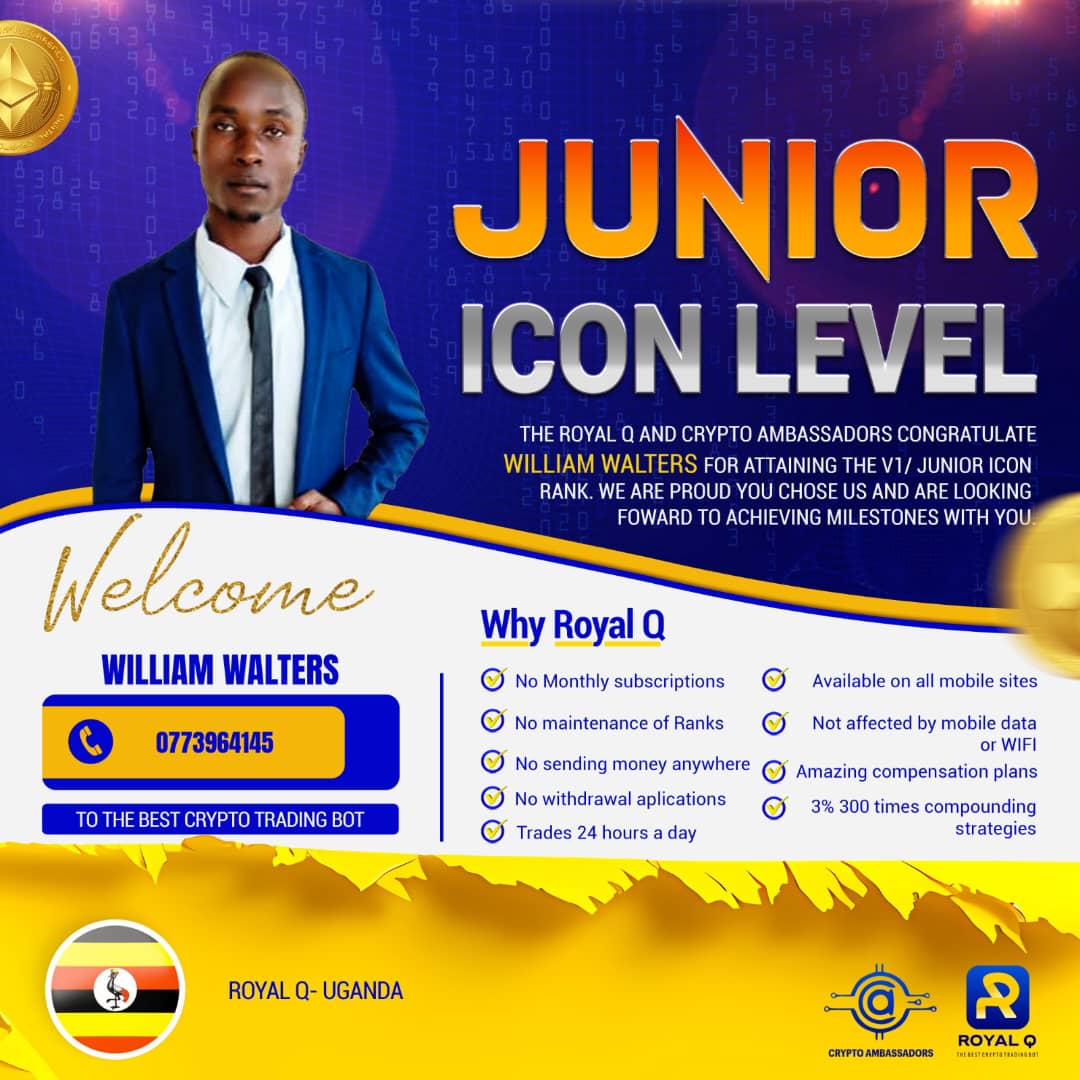 JUNIOR
ICON LEVEL
THE ROYAL Q AND CRYPTO AMBASSADORS CONGRATULATE
WILLIAM WALTERS FOR ATTAINING THE V1/ JUNIOR ICON
RANK. WE ARE PROUD YOU CHOSE US AND ARE LOOKING
FOWARD TO ACHIEVING MILESTONES WITH YOU.
Welcome
WILLIAM WALTERS
0773964145
TO THE BEST CRYPTO TRADING BOT
Why Royal Q
No Monthly subscriptions
No maintenance of Ranks
No sending money anywhere
No withdrawal aplications
Trades 24 hours a day
Available on all mobile sites
Not affected by mobile data
or WIFI
Amazing compensation plans
3% 300 times compounding
strategies
ROYAL Q- UGANDA
CRYPTO AMBASSADORS
ROYAL Q
THE BEST CRYPTO TRADING BOT